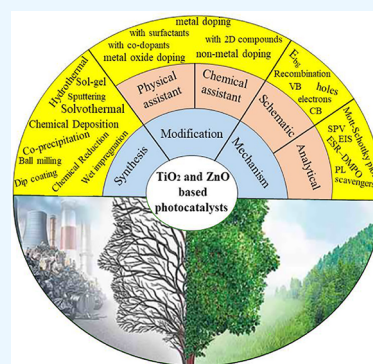 metal doping
with surfactants
with co-dopants
metal oxide doping
with 2D compounds
non-metal doping
Hydrothermal
Sol-gel
Sputtering
Solvothermal
Chemical Deposition
Co-precipitation
Ball milling
Chemical Reduction
Dip coating
Wet impregnation
Physical
assistant
Chemical
assistant
Schematic
Analytical
Recombination
VB
holes
electrons
CB
SPV
EIS
ESR-DMPO
PL
scavengers
Synthesis
Modification
Mechanism
TiO₂ and ZnO
based
photocatalysts